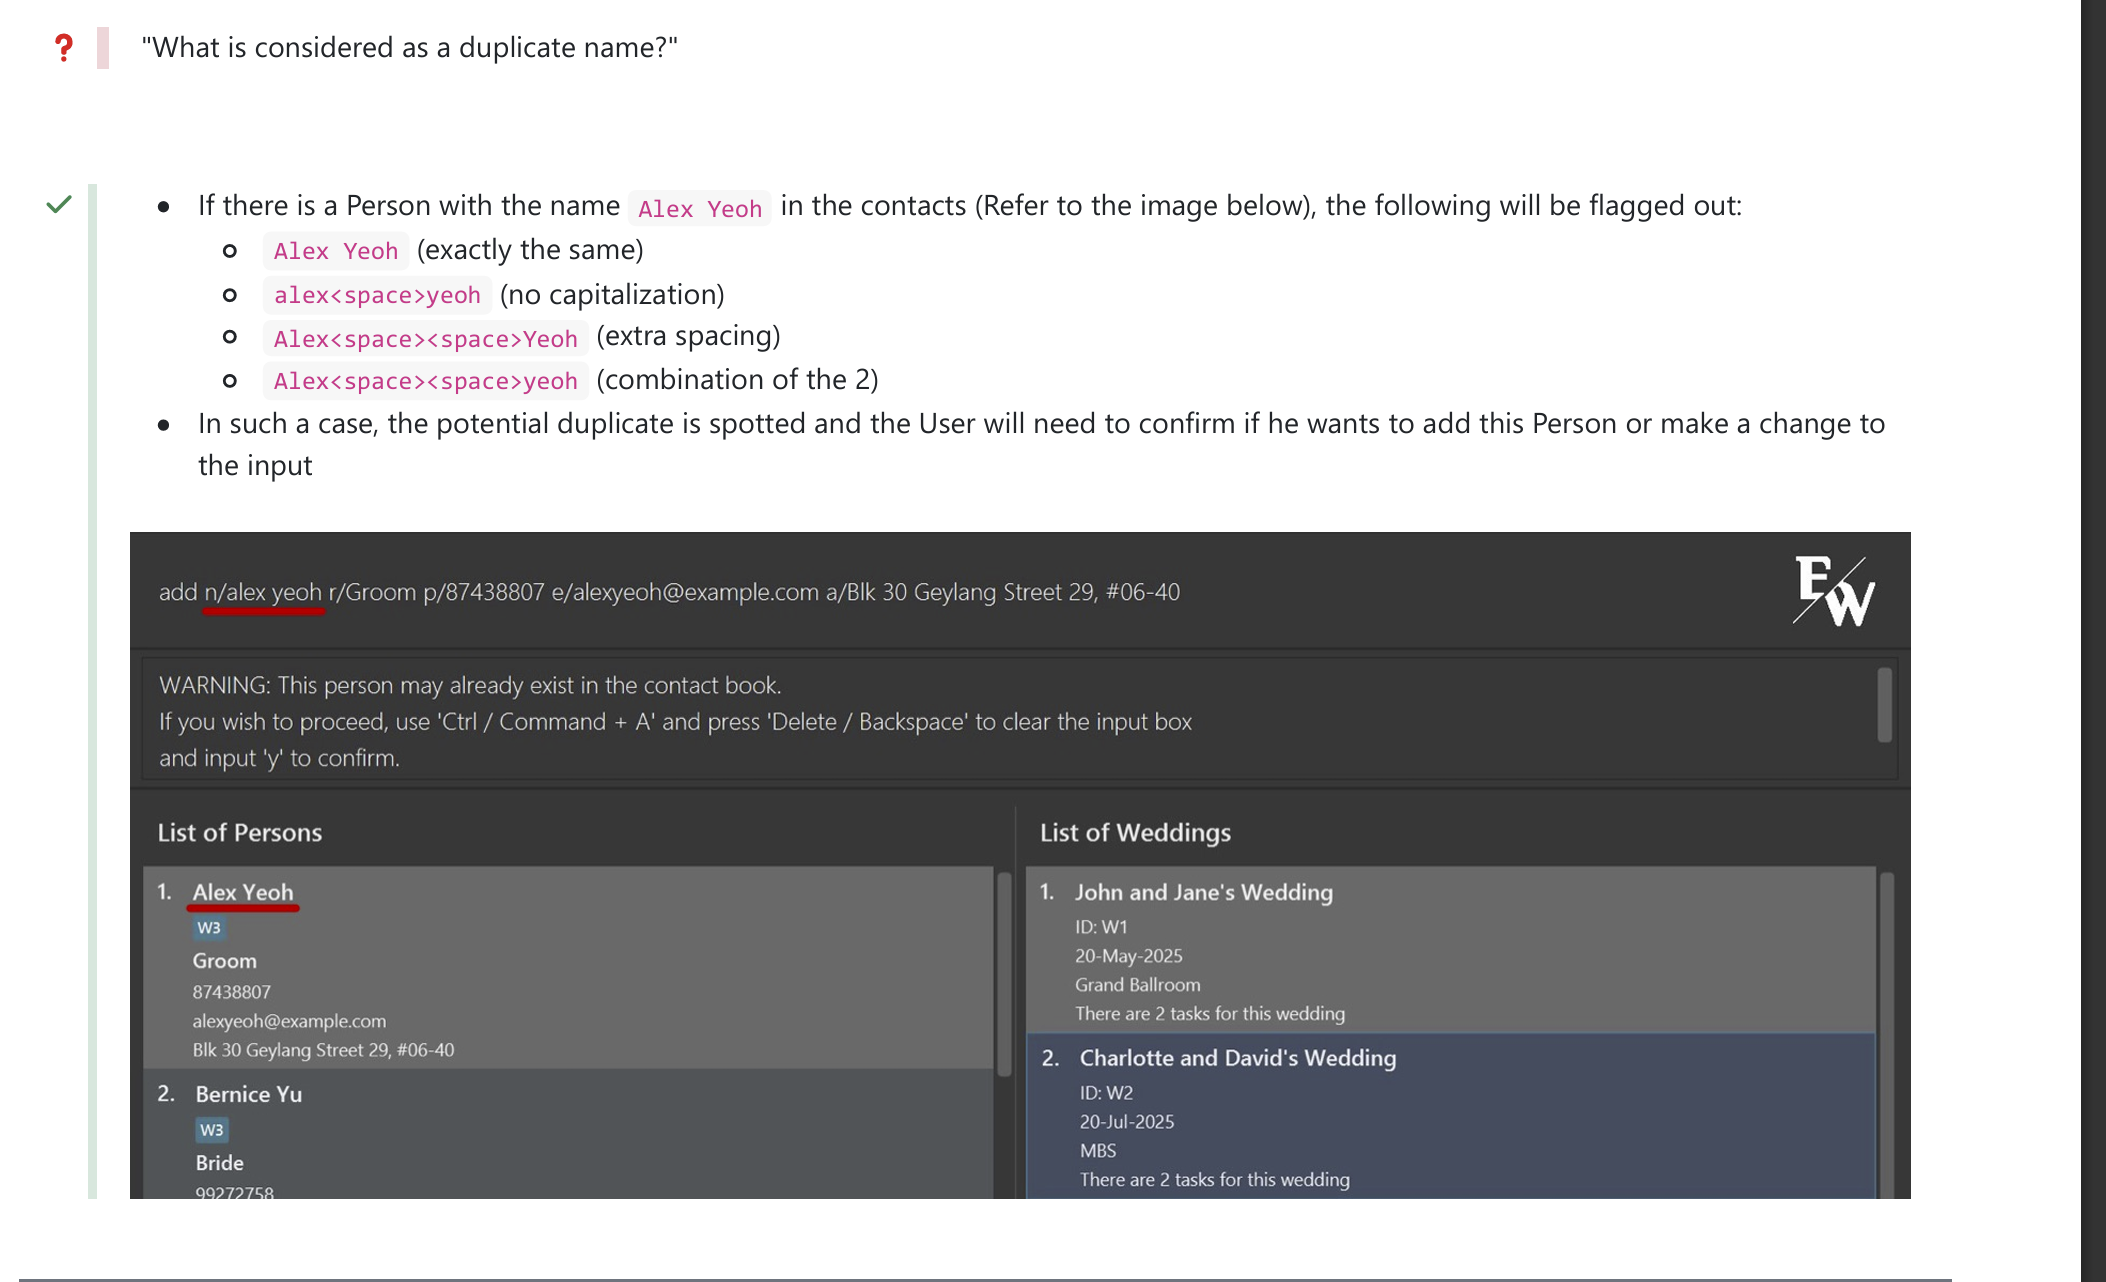 ? "What is considered as a duplicate name?"
If there is a Person with the name Alex Yeoh in the contacts (Refer to the image below), the following will be flagged out:
Alex Yeoh (exactly the same)
alex<space>yeoh (no capitalization)
Alex<space><space>Yeoh (extra spacing)
Alex<space><space>yeoh (combination of the 2)
In such a case, the potential duplicate is spotted and the User will need to confirm if he wants to add this Person or make a change to
the input
add n/alex yeoh r/Groom p/87438807 e/alexyeoh@example.com a/Blk 30 Geylang Street 29, #06-40
EW
WARNING: This person may already exist in the contact book.
If you wish to proceed, use 'Ctrl / Command + A' and press 'Delete / Backspace' to clear the input box
and input 'y' to confirm.
List of Persons
1. Alex Yeoh
W3
Groom
87438807
alexyeoh@example.com
Blk 30 Geylang Street 29, #06-40
2. Bernice Yu
W3
Bride
99272758
List of Weddings
1. John and Jane's Wedding
ID: W1
20-May-2025
Grand Ballroom
There are 2 tasks for this wedding
2. Charlotte and David's Wedding
ID: W2
20-Jul-2025
MBS
There are 2 tasks for this wedding